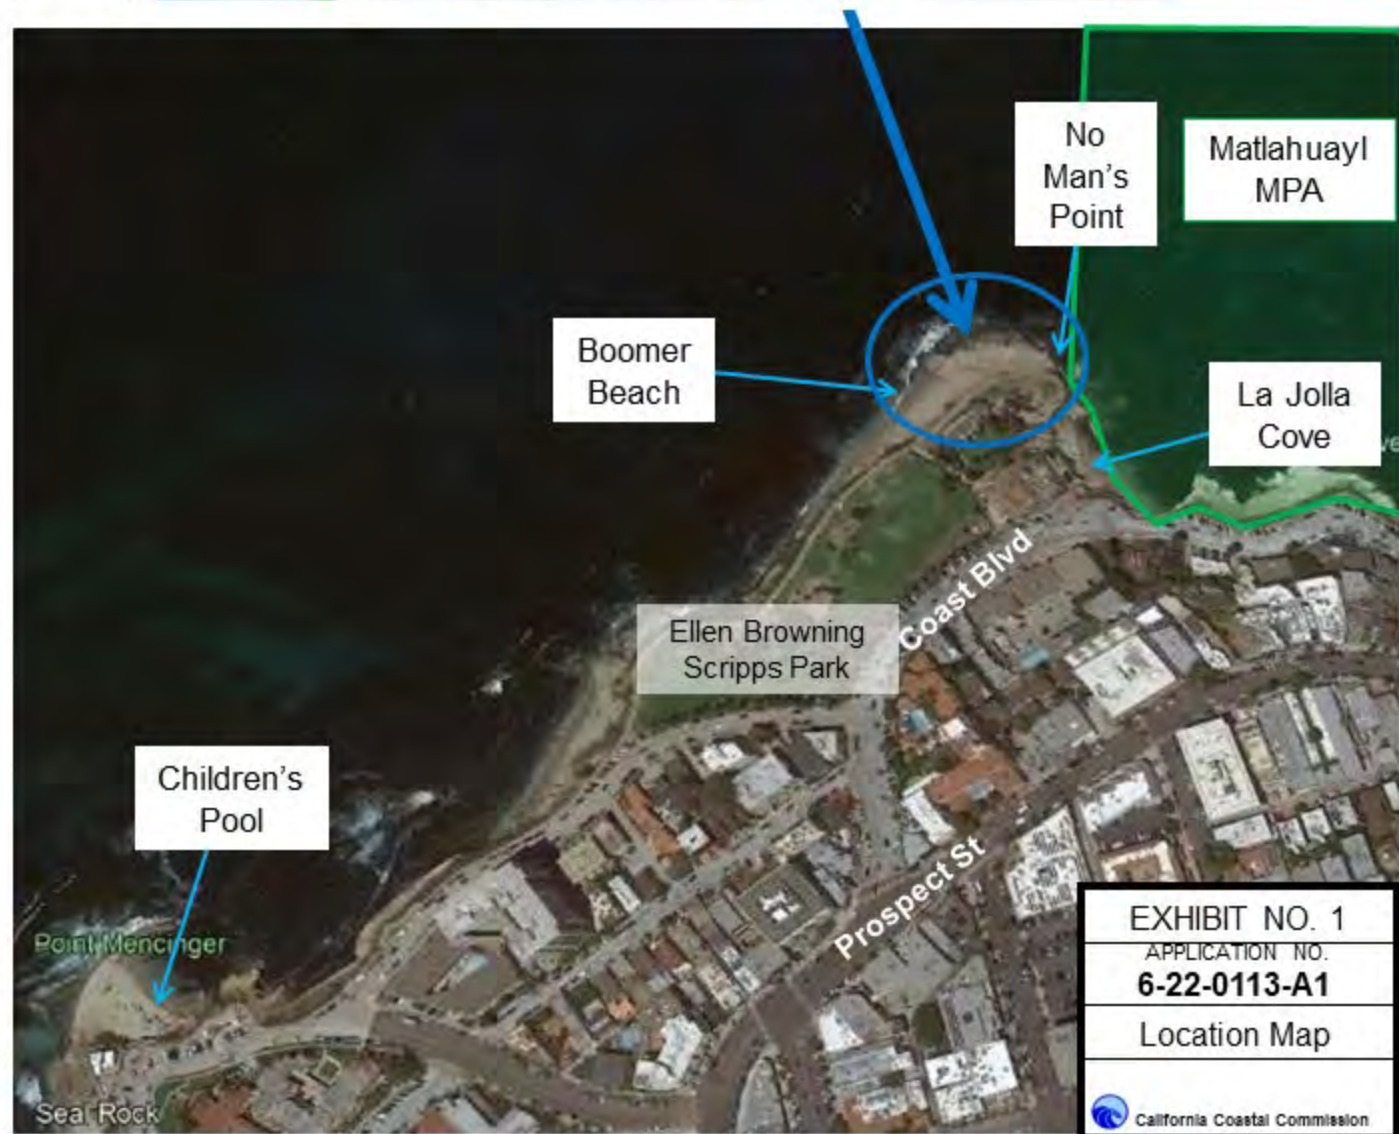 No
Man's
Point
Matlahuayl
MPA
Boomer
Beach
La Jolla
Cove
Coast Blvd
Ellen Browning
Scripps Park
Children's
Pool
Prospect St
Point Mencinger
Seal Rock
EXHIBIT NO. 1
APPLICATION NO.
6-22-0113-A1
Location Map
California Coastal Commission